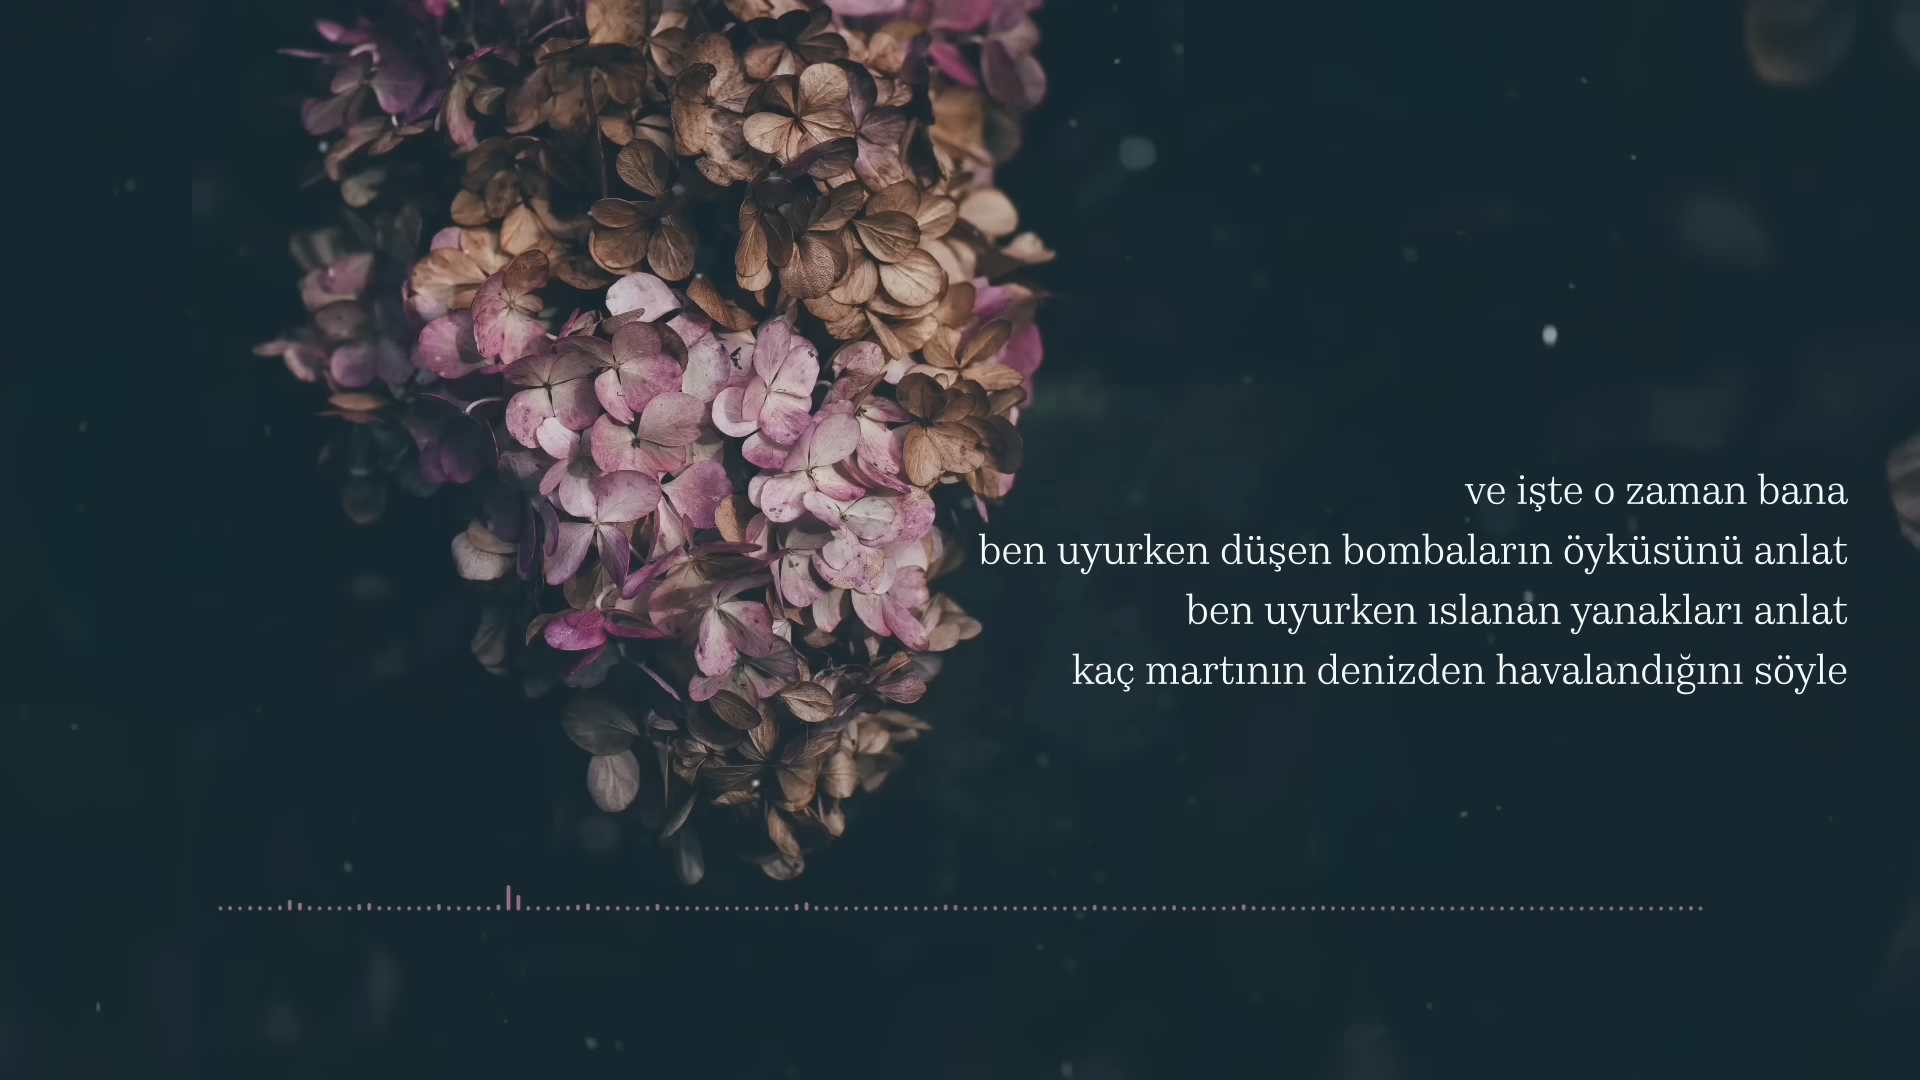 ve işte o zaman bana
ben uyurken düşen bombaların öyküsünü anlat
ben uyurken ıslanan yanakları anlat
kaç martının denizden havalandığını söyle